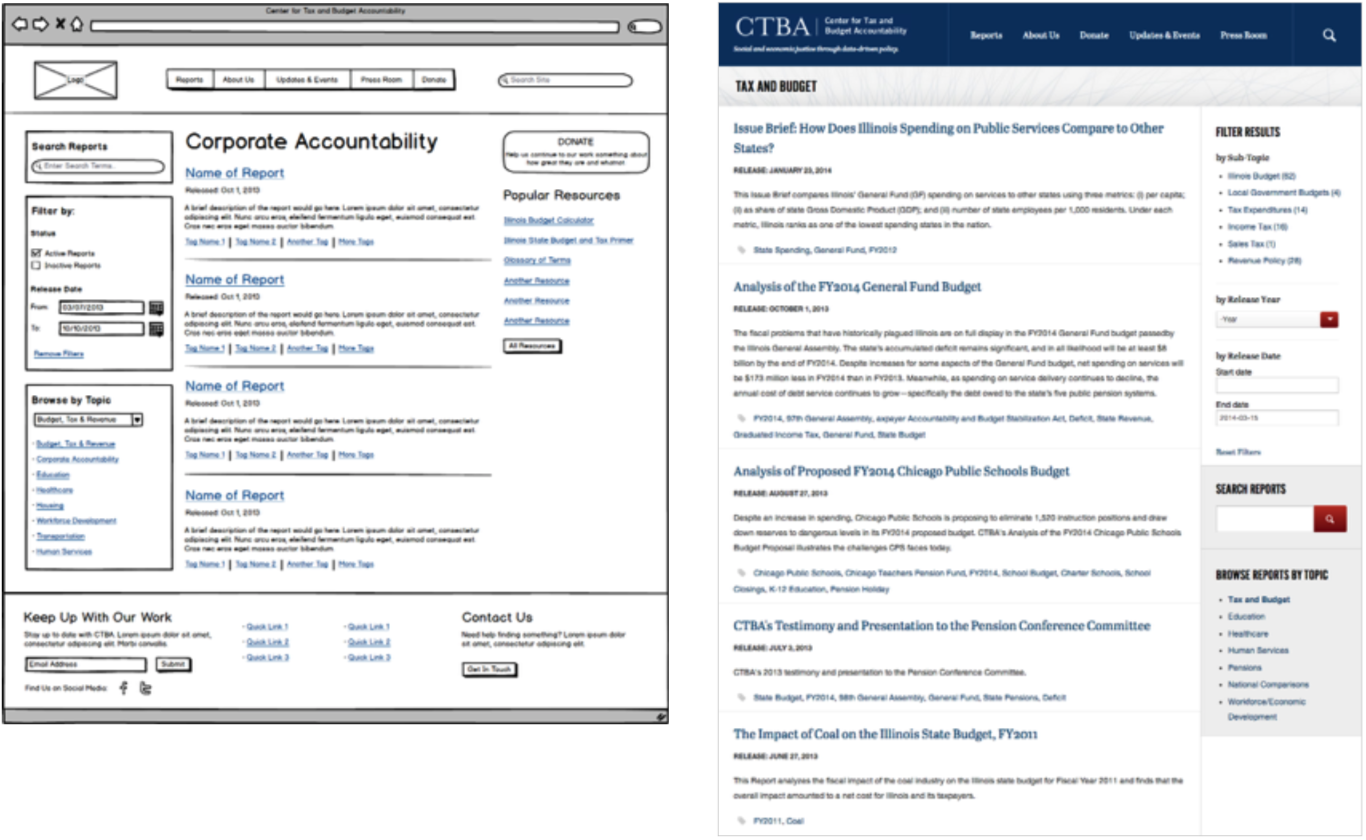 Center for Tax and Budget Accountability
Logo
Reports
About Us
Updates & Events
Press Room
Donate
Search Site
Search Reports
Enter Search Terms..
Filter by:
Status
Active Reports
Inactive Reports
Release Date
From: 03/07/2013
To: 10/10/2013
Remove Filters
Browse by Topic
Budget, Tax & Revenue
· Budget, Tax & Revenue
· Corporate Accountability
· Education
· Healthcare
· Housing
· Workforce Development
· Transportation
· Human Services
Corporate Accountability
Name of Report
Released: Oct 1, 2013
A brief description of the report would go here. Lorem ipsum dolor sit amet, consectetur
adipiscing elit. Nunc arcu eros, eleifend fermentum ligula eget, euismod consequat est.
Cras nec eros eget massa auctor bibendum.
Tag Name 1 | Tag Name 2 | Another Tag | More Tags
Name of Report
Released: Oct 1, 2013
A brief description of the report would go here. Lorem ipsum dolor sit amet, consectetur
adipiscing elit. Nunc arcu eros, eleifend fermentum ligula eget, euismod consequat est.
Cras nec eros eget massa auctor bibendum.
Tag Name 1 | Tag Name 2 | Another Tag | More Tags
Name of Report
Released: Oct 1, 2013
A brief description of the report would go here. Lorem ipsum dolor sit amet, consectetur
adipiscing elit. Nunc arcu eros, eleifend fermentum ligula eget, euismod consequat est.
Cras nec eros eget massa auctor bibendum.
Tag Name 1 | Tag Name 2 | Another Tag | More Tags
Name of Report
Released: Oct 1, 2013
A brief description of the report would go here. Lorem ipsum dolor sit amet, consectetur
adipiscing elit. Nunc arcu eros, eleifend fermentum ligula eget, euismod consequat est.
Cras nec eros eget massa auctor bibendum.
Tag Name 1 | Tag Name 2 | Another Tag | More Tags
DONATE
Help us continue to our work something about
how great they are and whatnot
Popular Resources
Illinois Budget Calculator
Illinois State Budget and Tax Primer
Glossary of Terms
Another Resource
Another Resource
Another Resource
All Resources
Keep Up With Our Work
Stay up to date with CTBA. Lorem ipsum dolor sit amet,
consectetur adipiscing elit. Morbi convallis.
Email Address
Submit
Find Us on Social Media:
· Quick Link 1
· Quick Link 2
· Quick Link 3
· Quick Link 1
· Quick Link 2
· Quick Link 3
Contact Us
Need help finding something? Lorem ipsum dolor
sit amet, consectetur adipiscing elit.
Get In Touch
CTBA | Center for Tax and
Budget Accountability
Social and economic justice through data-driven policy.
Reports
About Us
Donate
Updates & Events
Press Room
TAX AND BUDGET
Issue Brief: How Does Illinois Spending on Public Services Compare to Other
States?
RELEASE: JANUARY 23, 2014
This Issue Brief compares Illinois' General Fund (GF) spending on services to other states using three metrics: (i) per capita;
(ii) as share of state Gross Domestic Product (GDP); and (iii) number of state employees per 1,000 residents. Under each
metric, Illinois ranks as one of the lowest spending states in the nation.
State Spending, General Fund, FY2012
Analysis of the FY2014 General Fund Budget
RELEASE: OCTOBER 1, 2013
The fiscal problems that have historically plagued Illinois are on full display in the FY2014 General Fund budget passedby
the Illinois General Assembly. The state's accumulated deficit remains significant, and in all likelihood will be at least $8
billion by the end of FY2014. Despite increases for some aspects of the General Fund budget, net spending on services will
be $173 million less in FY2014 than in FY2013. Meanwhile, as spending on service delivery continues to decline, the
annual cost of debt service continues to grow—specifically the debt owed to the state's five public pension systems.
FY2014, 97th General Assembly, axpayer Accountability and Budget Stabilization Act, Deficit, State Revenue,
Graduated Income Tax, General Fund, State Budget
Analysis of Proposed FY2014 Chicago Public Schools Budget
RELEASE: AUGUST 27, 2013
Despite an increase in spending, Chicago Public Schools is proposing to eliminate 1,520 instruction positions and draw
down reserves to dangerous levels in its FY2014 proposed budget. CTBA's Analysis of the FY2014 Chicago Public Schools
Budget Proposal illustrates the challenges CPS faces today.
Chicago Public Schools, Chicago Teachers Pension Fund, FY2014, School Budget, Charter Schools, School
Closings, K-12 Education, Pension Holiday
CTBA's Testimony and Presentation to the Pension Conference Committee
RELEASE: JULY 3, 2013
CTBA's 2013 testimony and presentation to the Pension Conference Committee.
State Budget, FY2014, 98th General Assembly, General Fund, State Pensions, Deficit
The Impact of Coal on the Illinois State Budget, FY2011
RELEASE: JUNE 27, 2013
This Report analyzes the fiscal impact of the coal industry on the Illinois state budget for Fiscal Year 2011 and finds that the
overall impact amounted to a net cost for Illinois and its taxpayers.
FY2011, Coal
FILTER RESULTS
by Sub-Topic
• Illinois Budget (52)
• Local Government Budgets (4)
• Tax Expenditures (14)
• Income Tax (16)
• Sales Tax (1)
• Revenue Policy (28)
by Release Year
-Year
by Release Date
Start date
End date
2014-03-15
Reset Filters
SEARCH REPORTS
BROWSE REPORTS BY TOPIC
• Tax and Budget
• Education
• Healthcare
• Human Services
• Pensions
• National Comparisons
• Workforce/Economic
Development